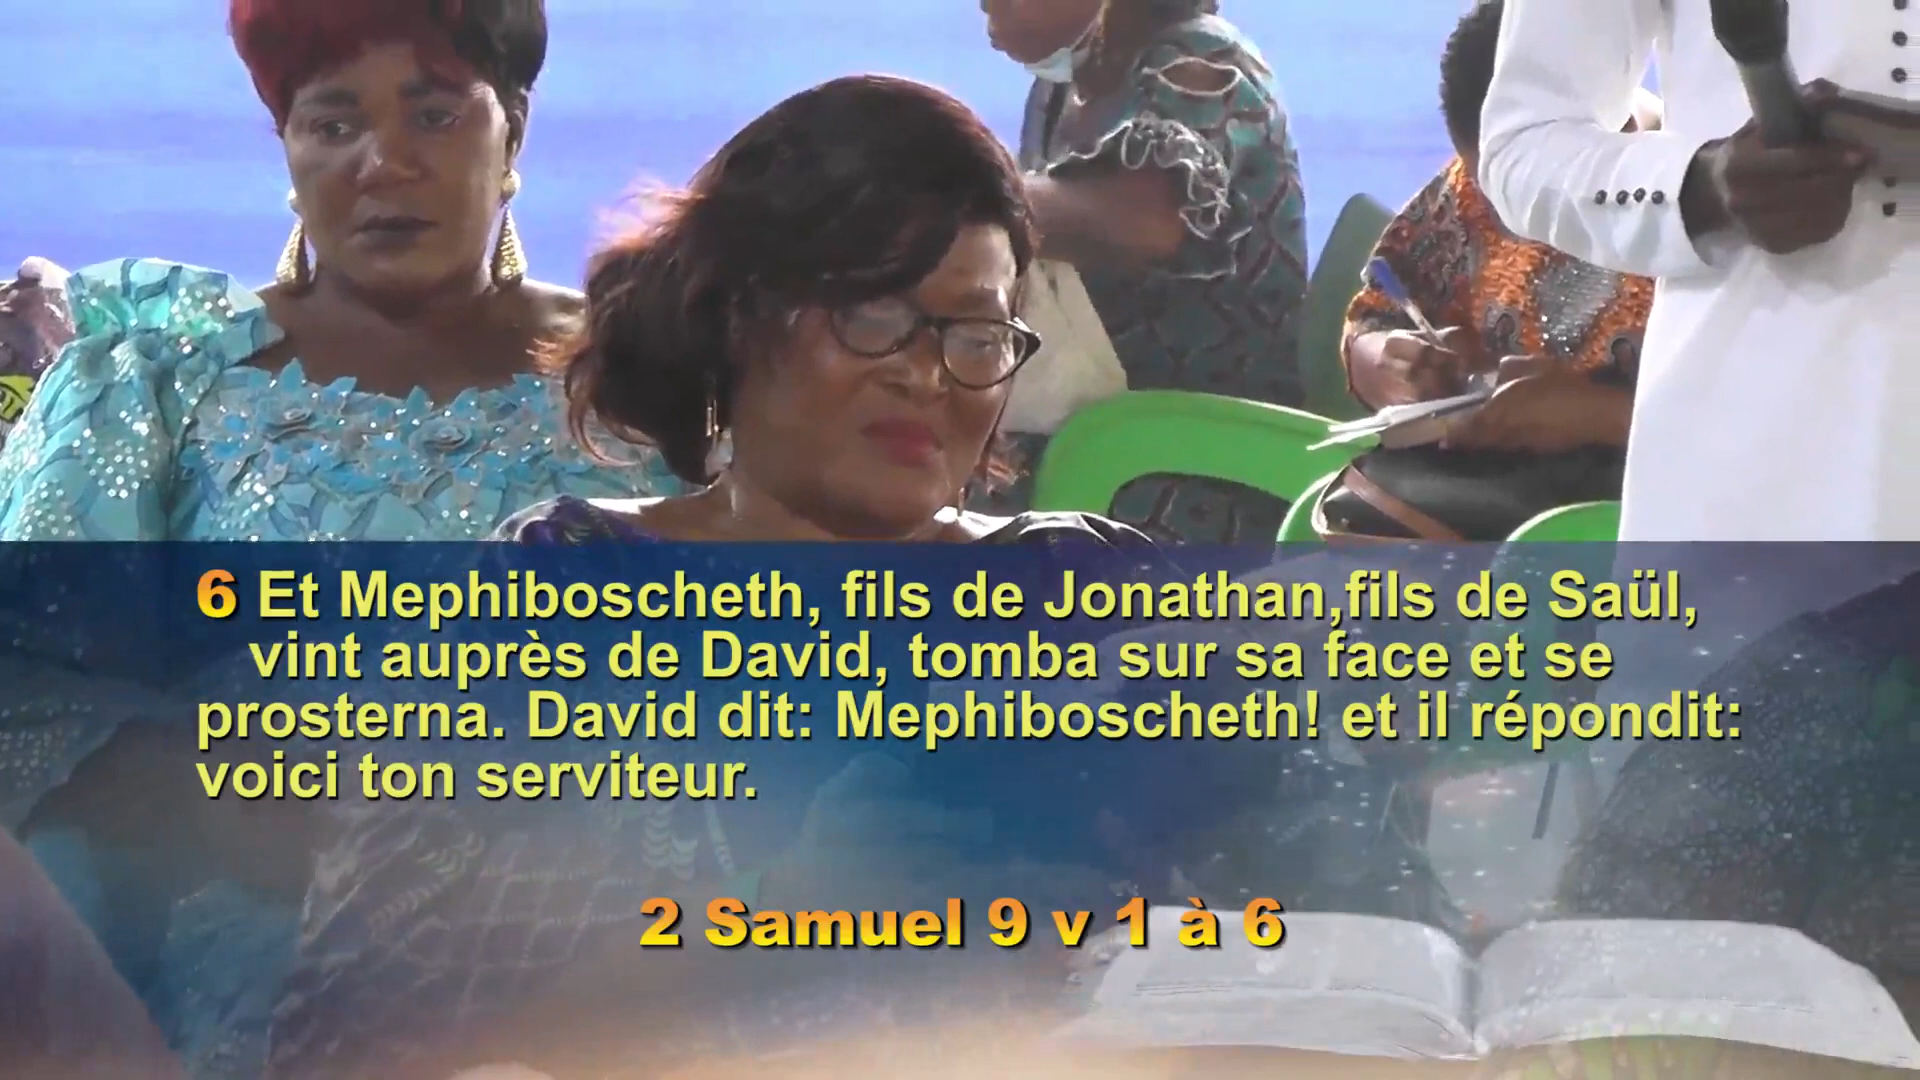 6 Et Mephiboscheth, fils de Jonathan,fils de Saül,
vint auprès de David, tomba sur sa face et se
prosterna. David dit: Mephiboscheth! et il répondit:
voici ton serviteur.
2 Samuel 9 v 1 à 6